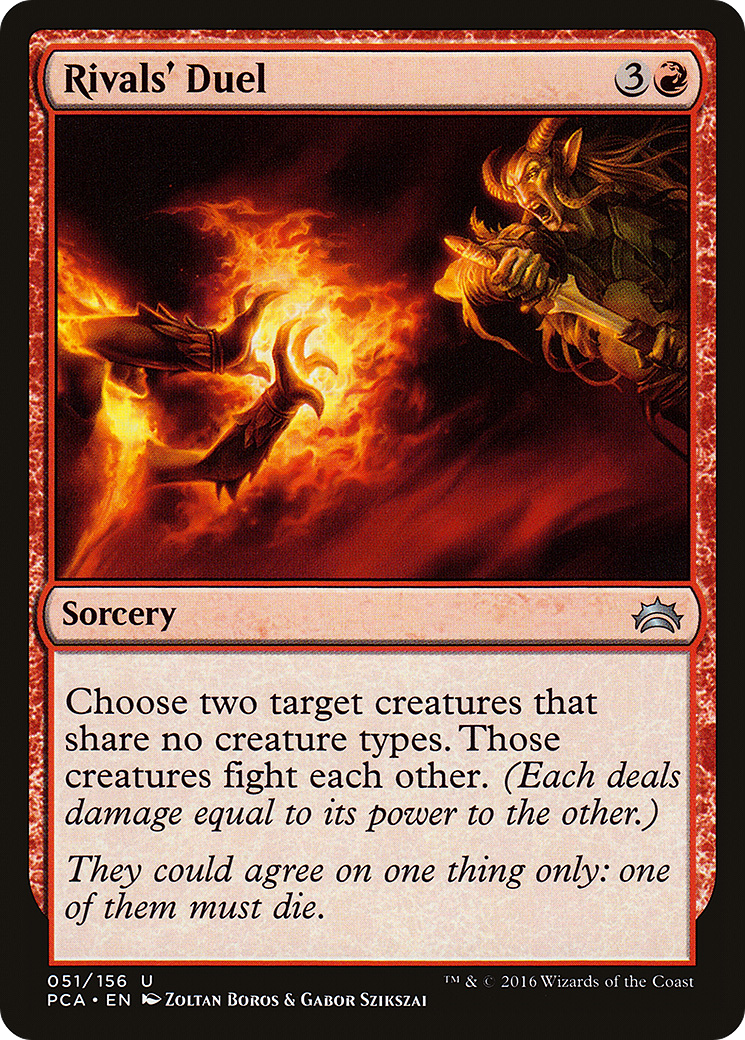 Rivals' Duel
3
Sorcery
Choose two target creatures that
share no creature types. Those
creatures fight each other. (Each deals
damage equal to its power to the other.)
They could agree on one thing only: one
of them must die.
051/156 U
PCA • EN Zoltan Boros & Gabor Szikszai
™ & © 2016 Wizards of the Coast